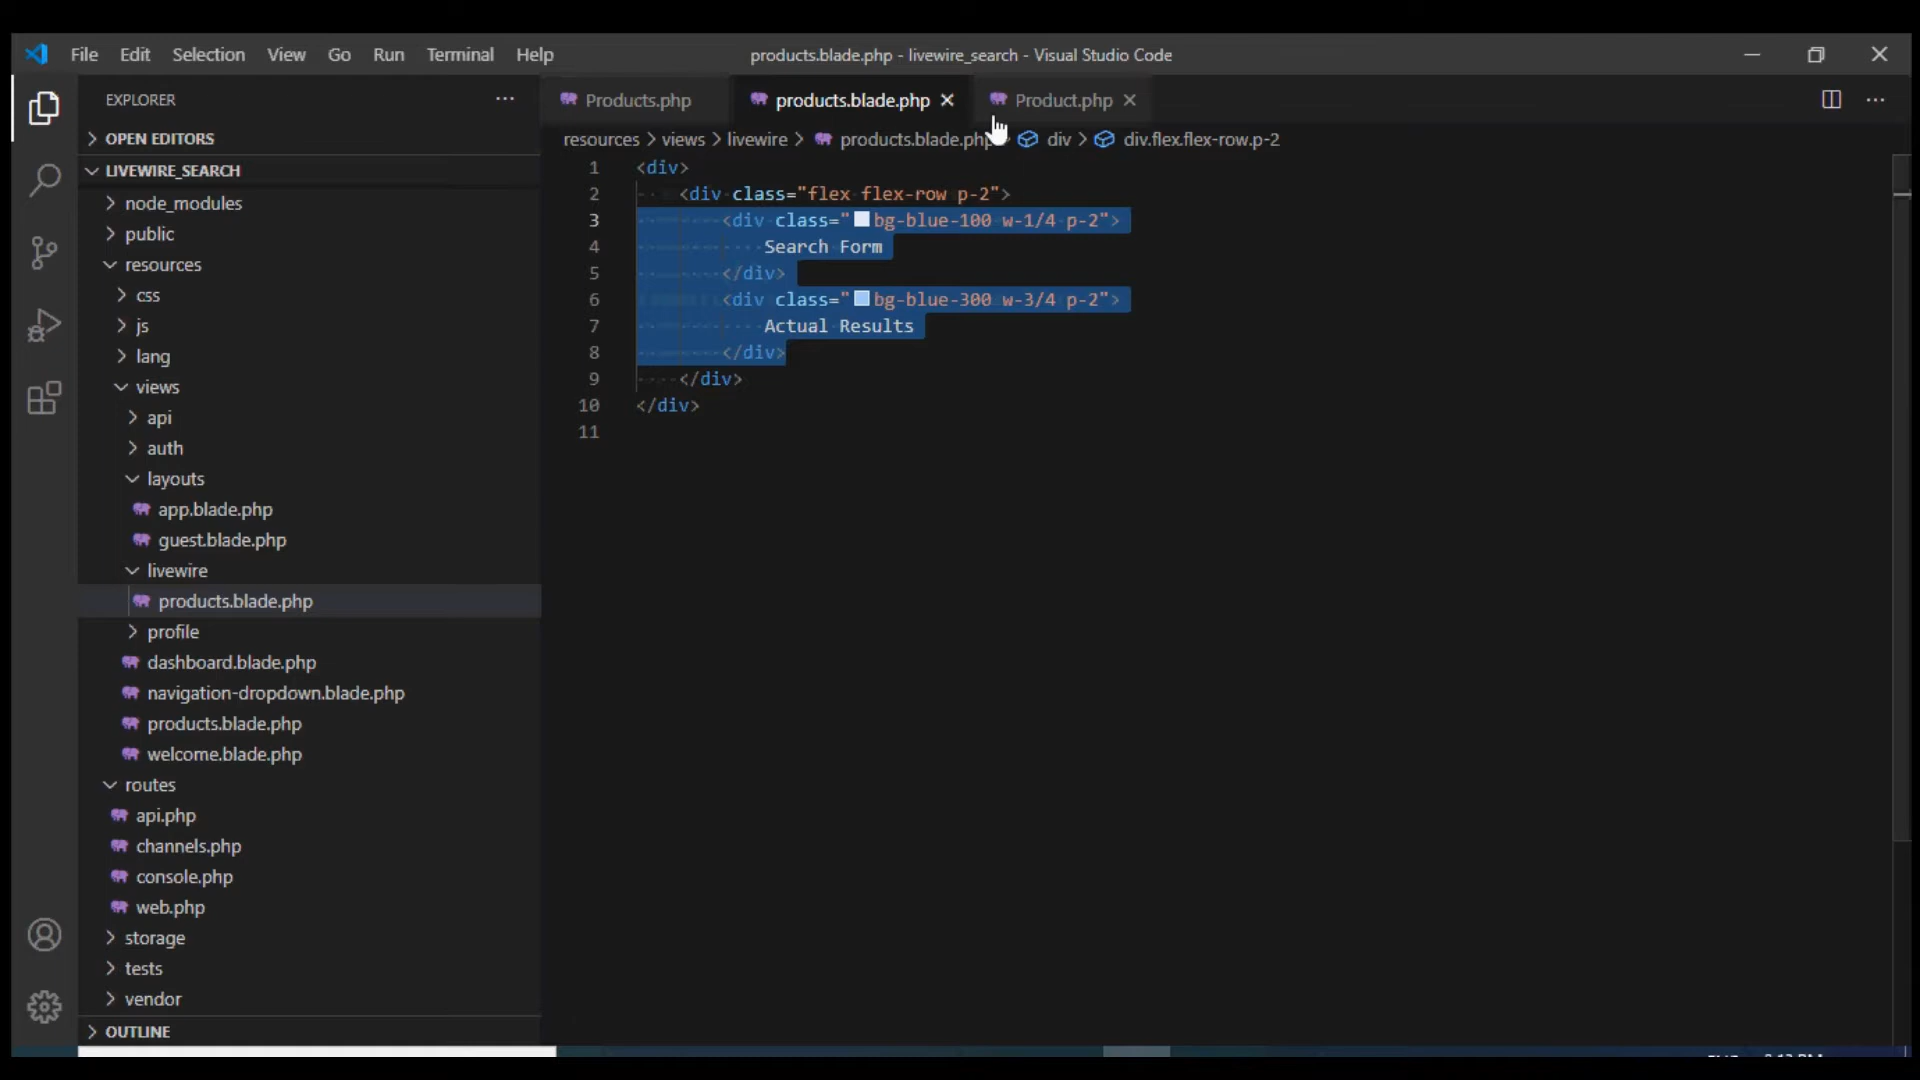 File Edit Selection View Go Run Terminal Help
products.blade.php - livewire_search - Visual Studio Code
EXPLORER
Products.php
products.blade.php
Product.php
OPEN EDITORS
resources > views > livewire > products.blade.php > div > div.flex.flex-row.p-2
LIVEWIRE_SEARCH
node_modules
public
resources
css
js
lang
views
api
auth
layouts
app.blade.php
guest.blade.php
livewire
products.blade.php
profile
dashboard.blade.php
navigation-dropdown.blade.php
products.blade.php
welcome.blade.php
routes
api.php
channels.php
console.php
web.php
storage
tests
vendor
OUTLINE
1 <div>
2 <div class="flex flex-row p-2">
3 <div class="bg-blue-100 w-1/4 p-2">
4 Search Form
5 </div>
6 <div class="bg-blue-300 w-3/4 p-2">
7 Actual Results
8 </div>
9 </div>
10 </div>
11